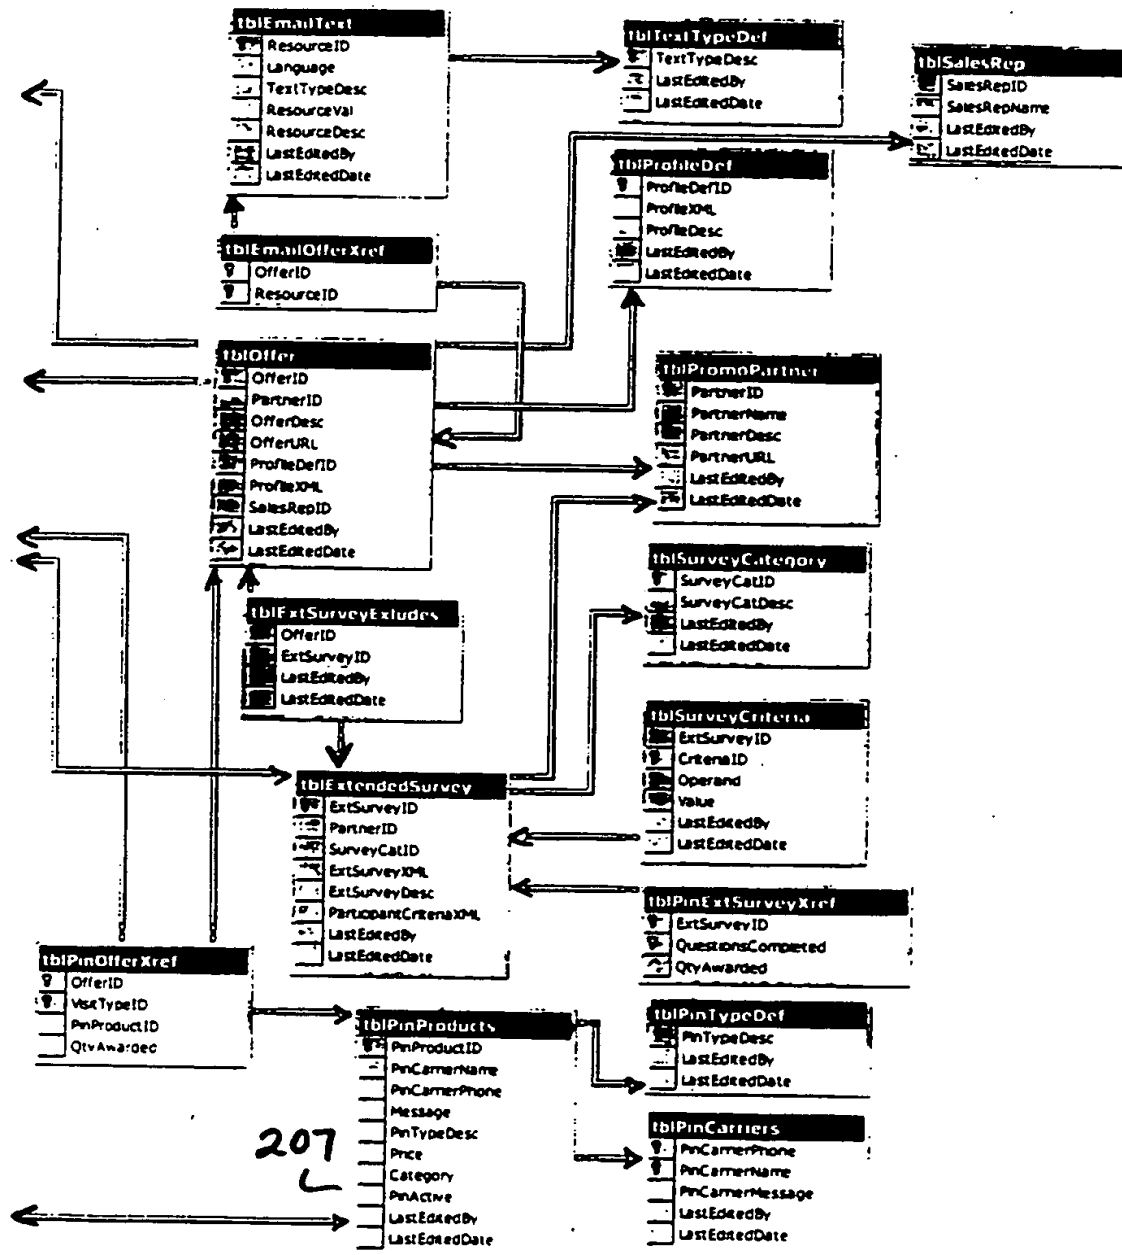 tblEmailText
ResourceID
Language
TextTypeDesc
ResourceVal
ResourceDesc
LastEditedBy
LastEditedDate
tblTextTypeDef
TextTypeDesc
LastEditedBy
LastEditedDate
tblSalesRep
SalesRepID
SalesRepName
LastEditedBy
LastEditedDate
tblProfileDef
ProfileDefID
ProfileXML
ProfileDesc
LastEditedBy
LastEditedDate
tblEmailOfferXref
OfferID
ResourceID
tblOffer
OfferID
PartnerID
OfferDesc
OfferURL
ProfileDefID
ProfileXML
SalesRepID
LastEditedBy
LastEditedDate
tblPromoPartner
PartnerID
PartnerName
PartnerDesc
PartnerURL
LastEditedBy
LastEditedDate
tblSurveyCategory
SurveyCatID
SurveyCatDesc
LastEditedBy
LastEditedDate
tblExtSurveyExludes
OfferID
ExtSurveyID
LastEditedBy
LastEditedDate
tblSurveyCriteria
ExtSurveyID
CriteriaID
Operand
Value
LastEditedBy
LastEditedDate
tblExtendedSurvey
ExtSurveyID
PartnerID
SurveyCatID
ExtSurveyXML
ExtSurveyDesc
ParticipantCriteriaXML
LastEditedBy
LastEditedDate
tblPinExtSurveyXref
ExtSurveyID
QuestionsCompleted
QtyAwarded
tblPinOfferXref
OfferID
VisitTypeID
PinProductID
QtyAwarded
tblPinProducts
PinProductID
PinCarrierName
PinCarrierPhone
Message
PinTypeDesc
Price
Category
PinActive
LastEditedBy
LastEditedDate
tblPinTypeDef
PinTypeDesc
LastEditedBy
LastEditedDate
tblPinCarriers
PinCarrierPhone
PinCarrierName
PinCarrierMessage
LastEditedBy
LastEditedDate
207